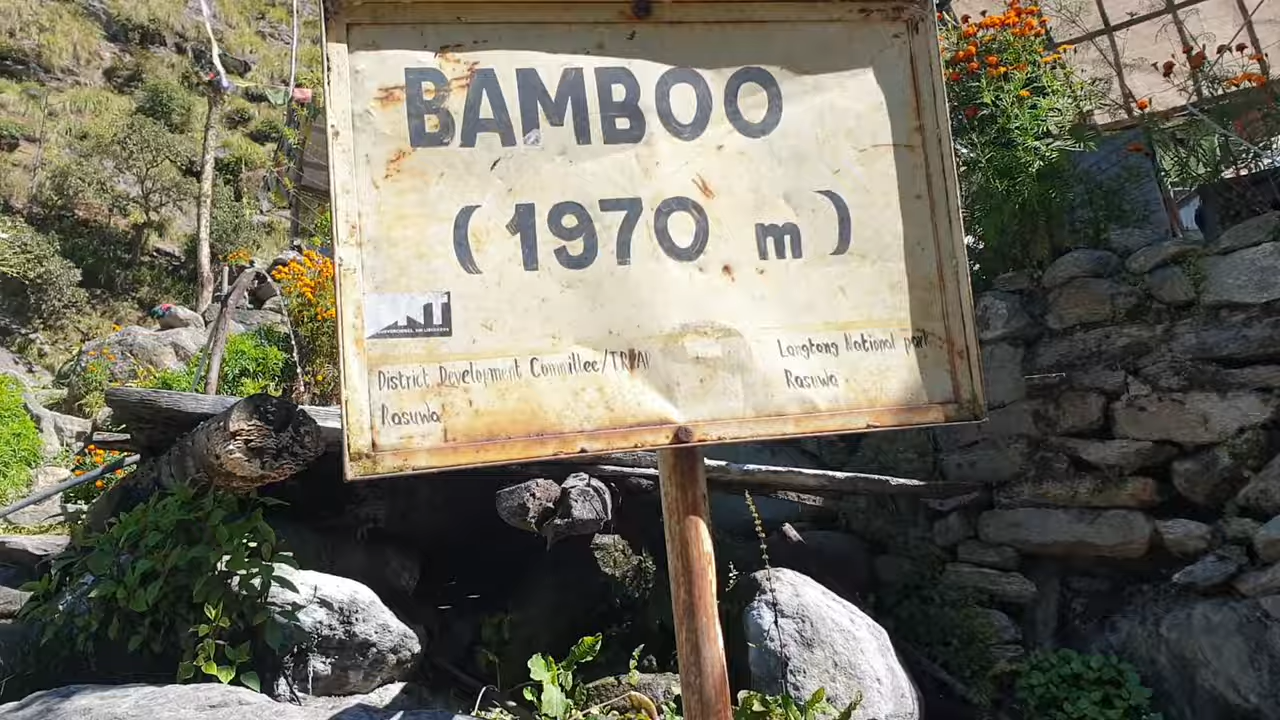 BAMBOO
(1970 m)
District Development Committee/TRPAP
Rasuwa
Langtang National park
Rasuwa